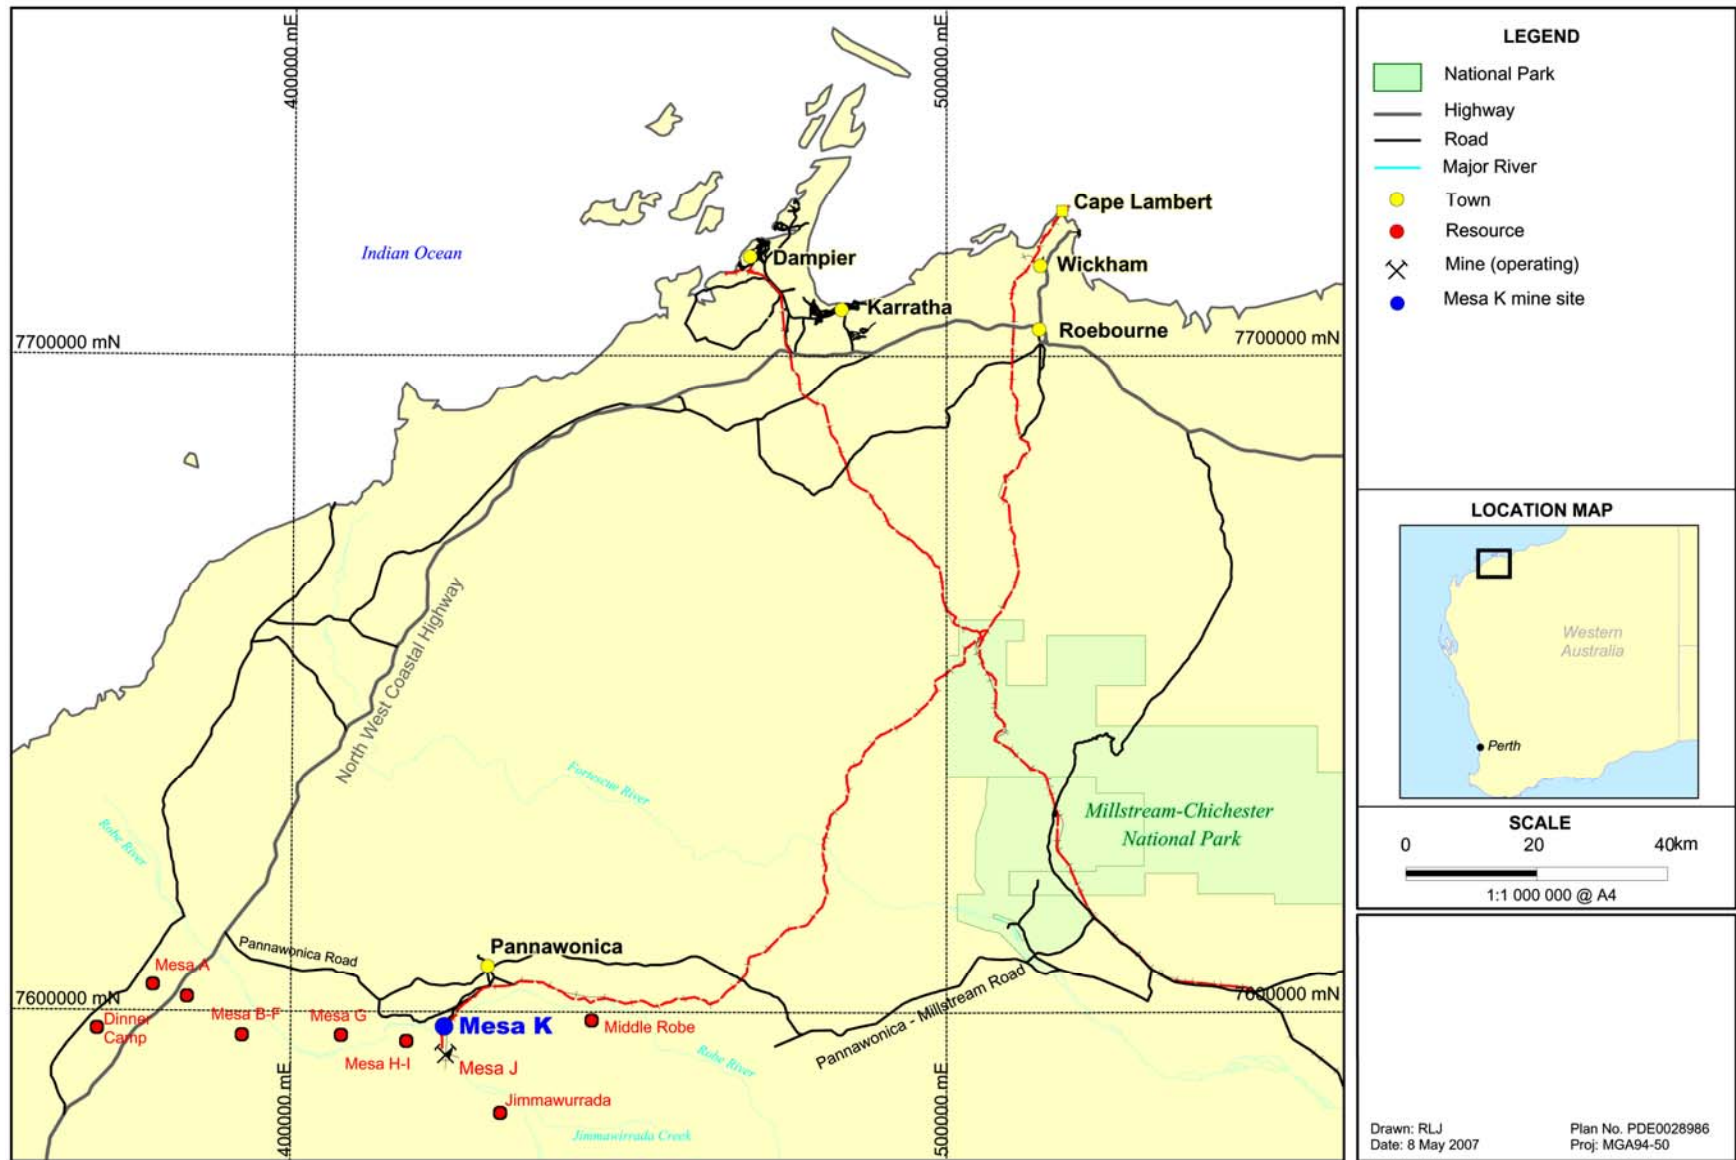 400000.mE
500000.mE
Indian Ocean
Cape Lambert
Dampier
Wickham
Karratha
Roebourne
7700000 mN
7700000 mN
North West Coastal Highway
Fortescue River
Robe River
Millstream-Chichester
National Park
Pannawonica
Pannawonica Road
Mesa A
7600000 mN
7600000 mN
Dinner
Camp
Mesa B-F
Mesa G
Mesa K
Middle Robe
Pannawonica - Millstream Road
Mesa H-I
Mesa J
Robe River
Jimmawurrada
Jimmawirrada Creek
400000.mE
500000.mE
LEGEND
National Park
Highway
Road
Major River
Town
Resource
Mine (operating)
Mesa K mine site
LOCATION MAP
Western
Australia
Perth
SCALE
0 20 40km
1:1 000 000 @ A4
Drawn: RLJ Plan No. PDE0028986
Date: 8 May 2007 Proj: MGA94-50